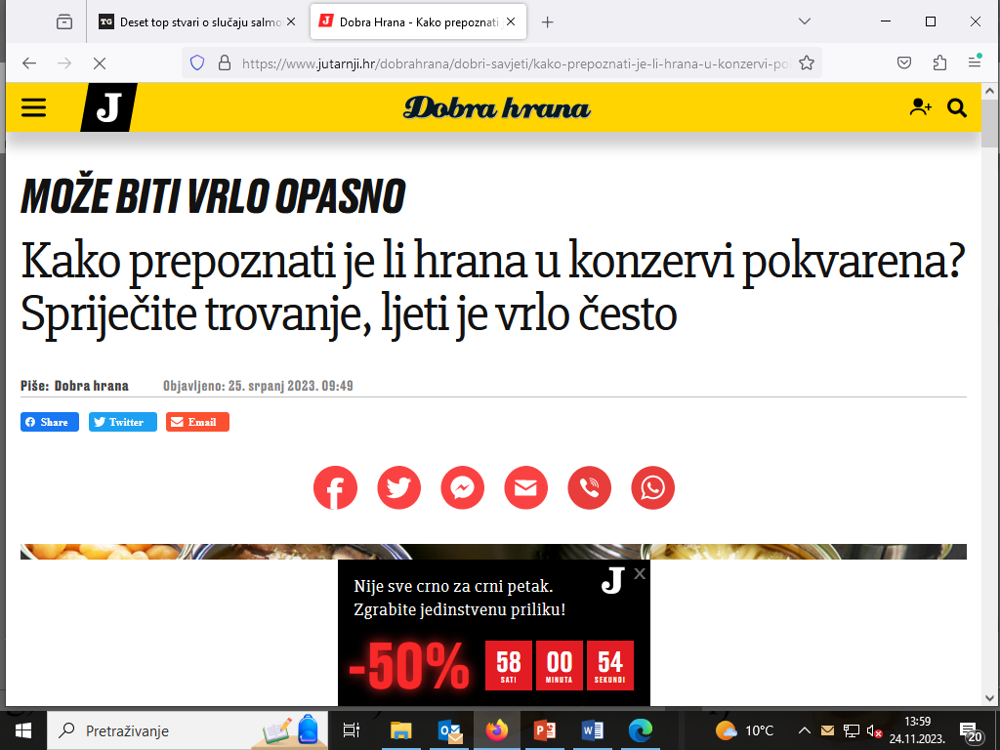 Deset top stvari o slučaju salmo
Dobra Hrana - Kako prepoznati
https://www.jutarnji.hr/dobrahrana/dobri-savjeti/kako-prepoznati-je-li-hrana-u-konzervi-po
J
Dobra hrana
MOŽE BITI VRLO OPASNO
Kako prepoznati je li hrana u konzervi pokvarena?
Spriječite trovanje, ljeti je vrlo često
Piše: Dobra hrana Objavljeno: 25. srpanj 2023. 09:49
Share Twitter Email
Nije sve crno za crni petak. J X
Zgrabite jedinstvenu priliku!
-50% 58 00 54
SATI MINUTA SEKUNDI
Pretraživanje
10°C
13:59
24.11.2023.
20